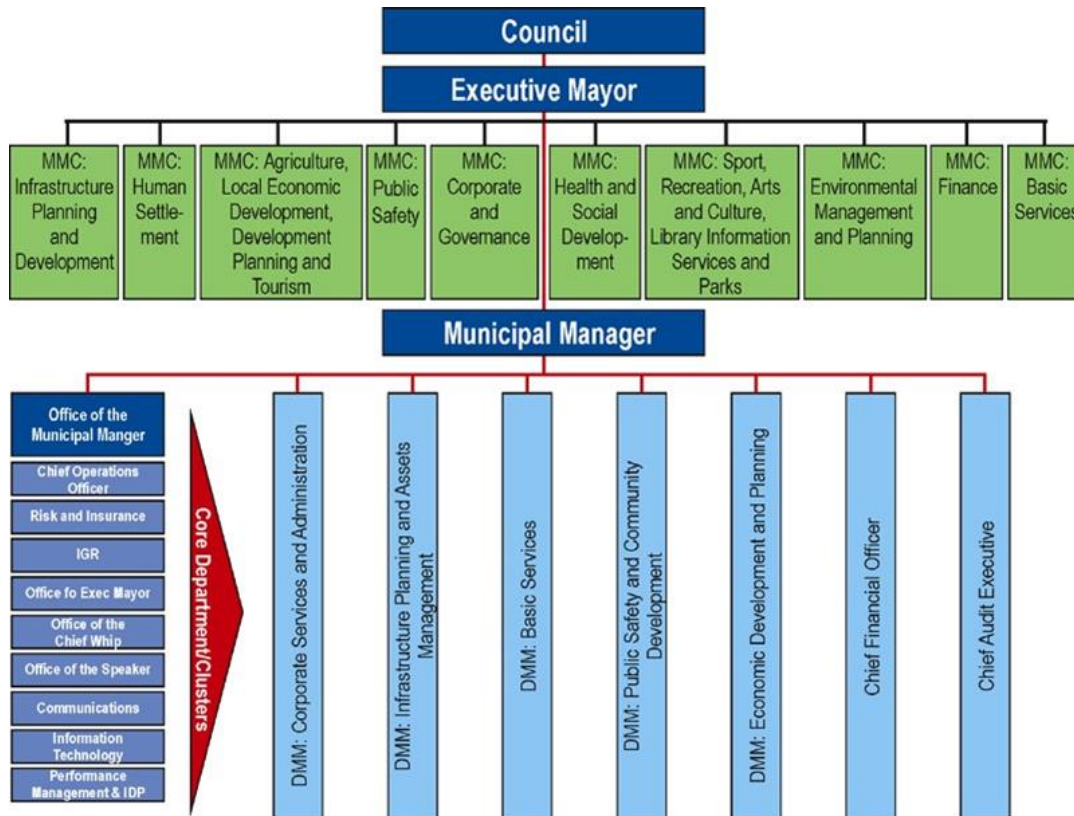 Council
Executive Mayor
MMC:
Infrastructure
Planning
and
Development
MMC:
Human
Settle-
ment
MMC: Agriculture,
Local Economic
Development,
Development
Planning and
Tourism
MMC:
Public
Safety
MMC:
Corporate
and
Governance
MMC:
Health and
Social
Develop-
ment
MMC: Sport,
Recreation, Arts
and Culture,
Library Information
Services and
Parks
MMC:
Environmental
Management
and Planning
MMC:
Finance
MMC:
Basic
Services
Municipal Manager
Office of the
Municipal Manger
Chief Operations
Officer
Risk and Insurance
IGR
Office fo Exec Mayor
Office of the
Chief Whip
Office of the Speaker
Communications
Information
Technology
Performance
Management & IDP
Core Department/Clusters
DMM: Corporate Services and Administration
DMM: Infrastructure Planning and Assets
Management
DMM: Basic Services
DMM: Public Safety and Community
Development
DMM: Economic Development and Planning
Chief Financial Officer
Chief Audit Executive